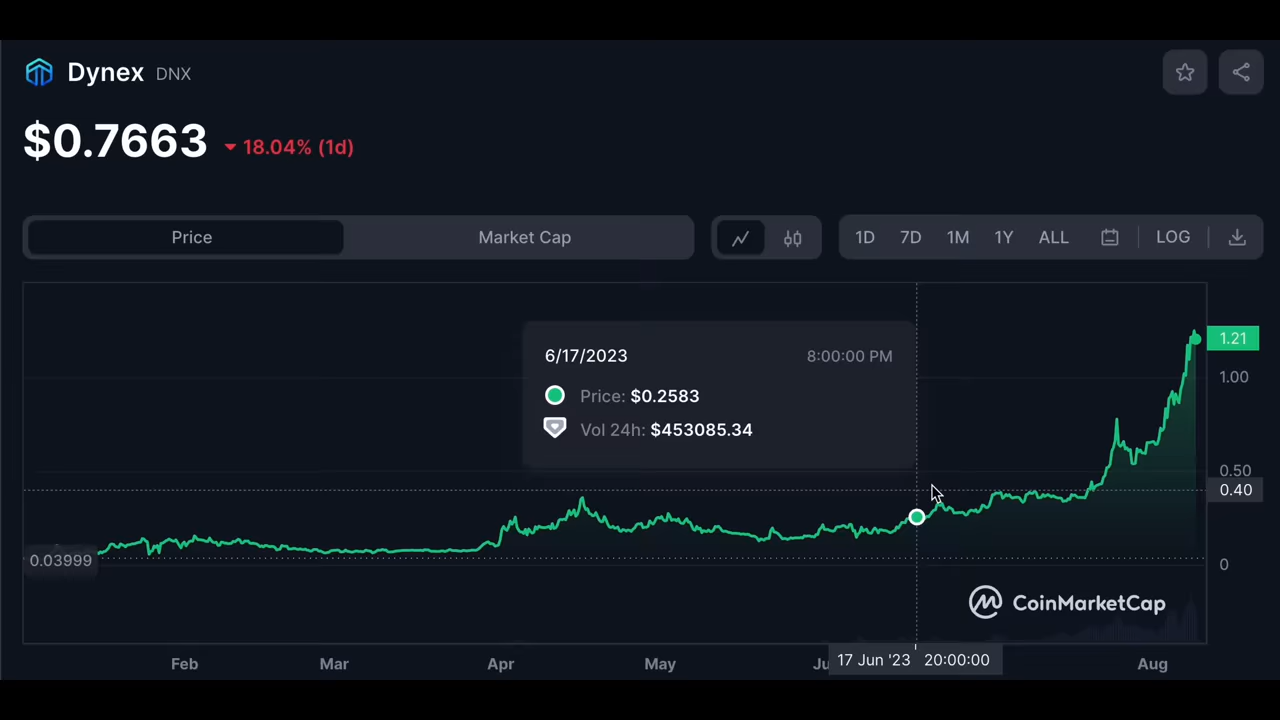 Dynex DNX
$0.7663 18.04% (1d)
Price Market Cap 1D 7D 1M 1Y ALL LOG
6/17/2023 8:00:00 PM
Price: $0.2583
Vol 24h: $453085.34
1.21
1.00
0.50
0.40
0.03999
0
CoinMarketCap
Feb Mar Apr May 17 Jun '23 20:00:00 Aug